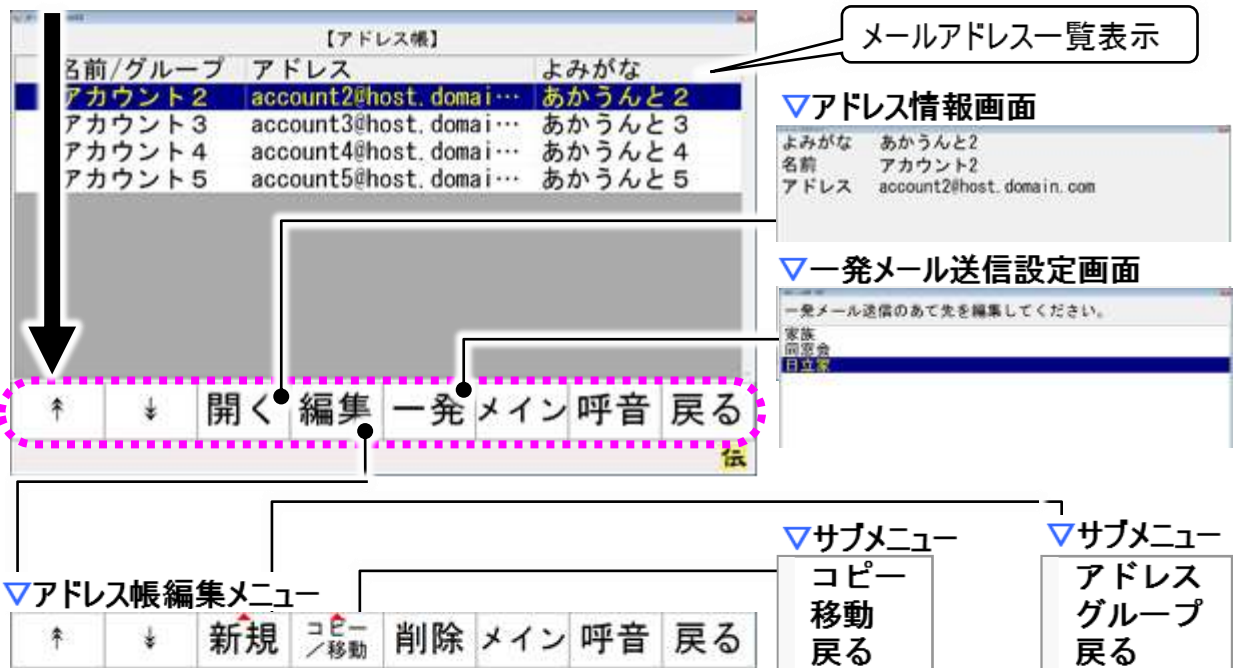 【アドレス帳】
メールアドレス一覧表示
名前/グループ アドレス よみがな
アカウント2 account2@host.domai… あかうんと2
アカウント3 account3@host.domai… あかうんと3
アカウント4 account4@host.domai… あかうんと4
アカウント5 account5@host.domai… あかうんと5
▽アドレス情報画面
よみがな あかうんと2
名前 アカウント2
アドレス account2@host.domain.com
▽一発メール送信設定画面
一発メール送信のあて先を編集してください。
家族
同窓会
日立家
↟ ↡ 開く 編集 一発 メイン 呼音 戻る
伝
▽アドレス帳編集メニュー
↟ ↡ 新規 コピー/移動 削除 メイン 呼音 戻る
▽サブメニュー
コピー
移動
戻る
▽サブメニュー
アドレス
グループ
戻る